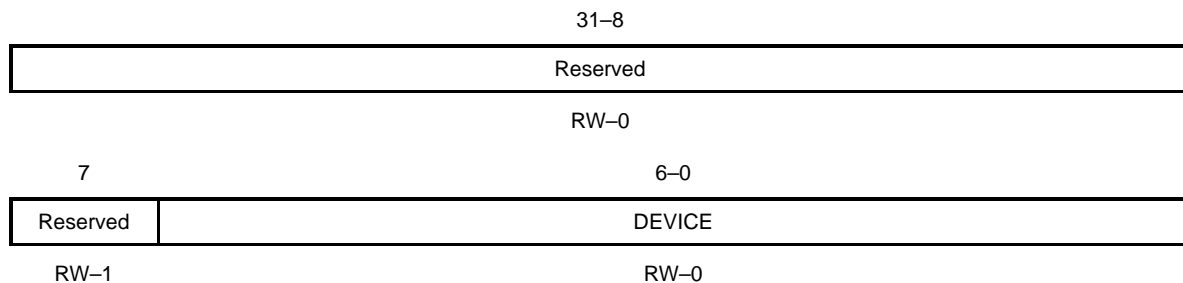 31–8
Reserved
RW–0
7 6–0
Reserved DEVICE
RW–1 RW–0